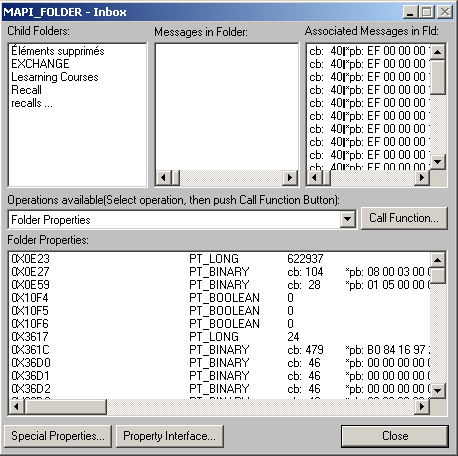 MAPI_FOLDER - Inbox
Child Folders:
Éléments supprimés
EXCHANGE
Lesarning Courses
Recall
recalls ...
Messages in Folder:
Associated Messages in Fld:
cb: 40|*pb: EF 00 00 00
cb: 40|*pb: EF 00 00 00
cb: 40|*pb: EF 00 00 00
cb: 40|*pb: EF 00 00 00
cb: 40|*pb: EF 00 00 00
cb: 40|*pb: EF 00 00 00
cb: 40|*pb: EF 00 00 00
cb: 40|*pb: EF 00 00 00
cb: 40|*pb: EF 00 00 00
cb: 40|*pb: EF 00 00 00
Operations available(Select operation, then push Call Function Button):
Folder Properties
Call Function...
Folder Properties:
0X0E23 PT_LONG 622937
0X0E27 PT_BINARY cb: 104 *pb: 08 00 03 00
0X0E59 PT_BINARY cb: 28 *pb: 01 05 00 00
0X10F4 PT_BOOLEAN 0
0X10F5 PT_BOOLEAN 0
0X10F6 PT_BOOLEAN 0
0X3617 PT_LONG 24
0X361C PT_BINARY cb: 479 *pb: B0 84 16 97
0X36D0 PT_BINARY cb: 46 *pb: 00 00 00 00
0X36D1 PT_BINARY cb: 46 *pb: 00 00 00 00
0X36D2 PT_BINARY cb: 46 *pb: 00 00 00 00
Special Properties...
Property Interface...
Close